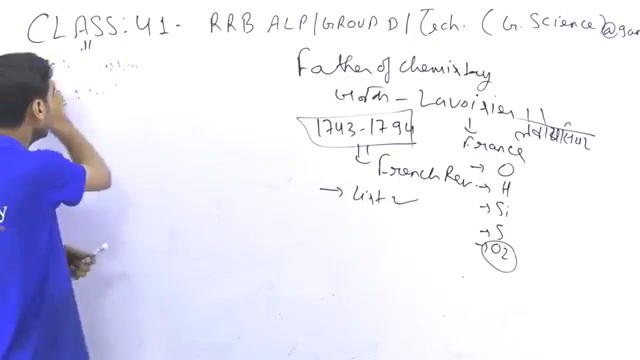 CLASS: 41 - RRB ALP/GROUP D/Tech. (G. Science) @
Father of chemistry
जनक - Lavoisier
लेवोशियर
1743-1794
France
French Rev.
→ O
→ List
→ H
→ Si
→ S
→ O2